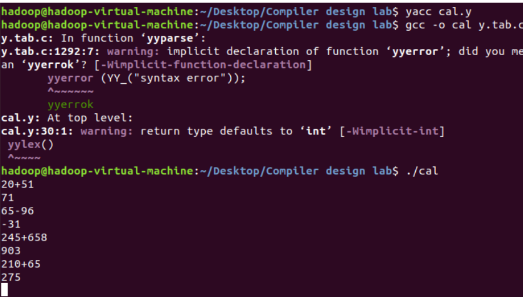 hadoop@hadoop-virtual-machine:~/Desktop/Compiler design lab$ yacc cal.y
hadoop@hadoop-virtual-machine:~/Desktop/Compiler design lab$ gcc -o cal y.tab.c
y.tab.c: In function ‘yyparse’:
y.tab.c:1292:7: warning: implicit declaration of function ‘yyerror’; did you me
an ‘yyerrok’? [-Wimplicit-function-declaration]
       yyerror (YY_("syntax error"));
       ^~~~~~~
       yyerrok
cal.y: At top level:
cal.y:30:1: warning: return type defaults to ‘int’ [-Wimplicit-int]
 yylex()
 ^~~~~
hadoop@hadoop-virtual-machine:~/Desktop/Compiler design lab$ ./cal
20+51
71
65-96
-31
245+658
903
210+65
275